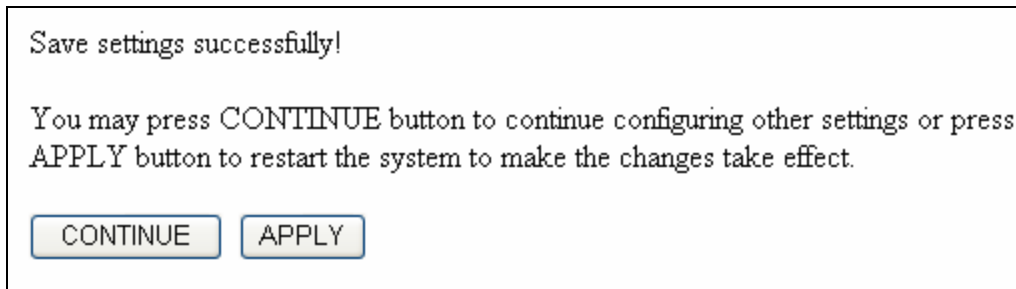 Save settings successfully!
You may press CONTINUE button to continue configuring other settings or press
APPLY button to restart the system to make the changes take effect.
CONTINUE APPLY